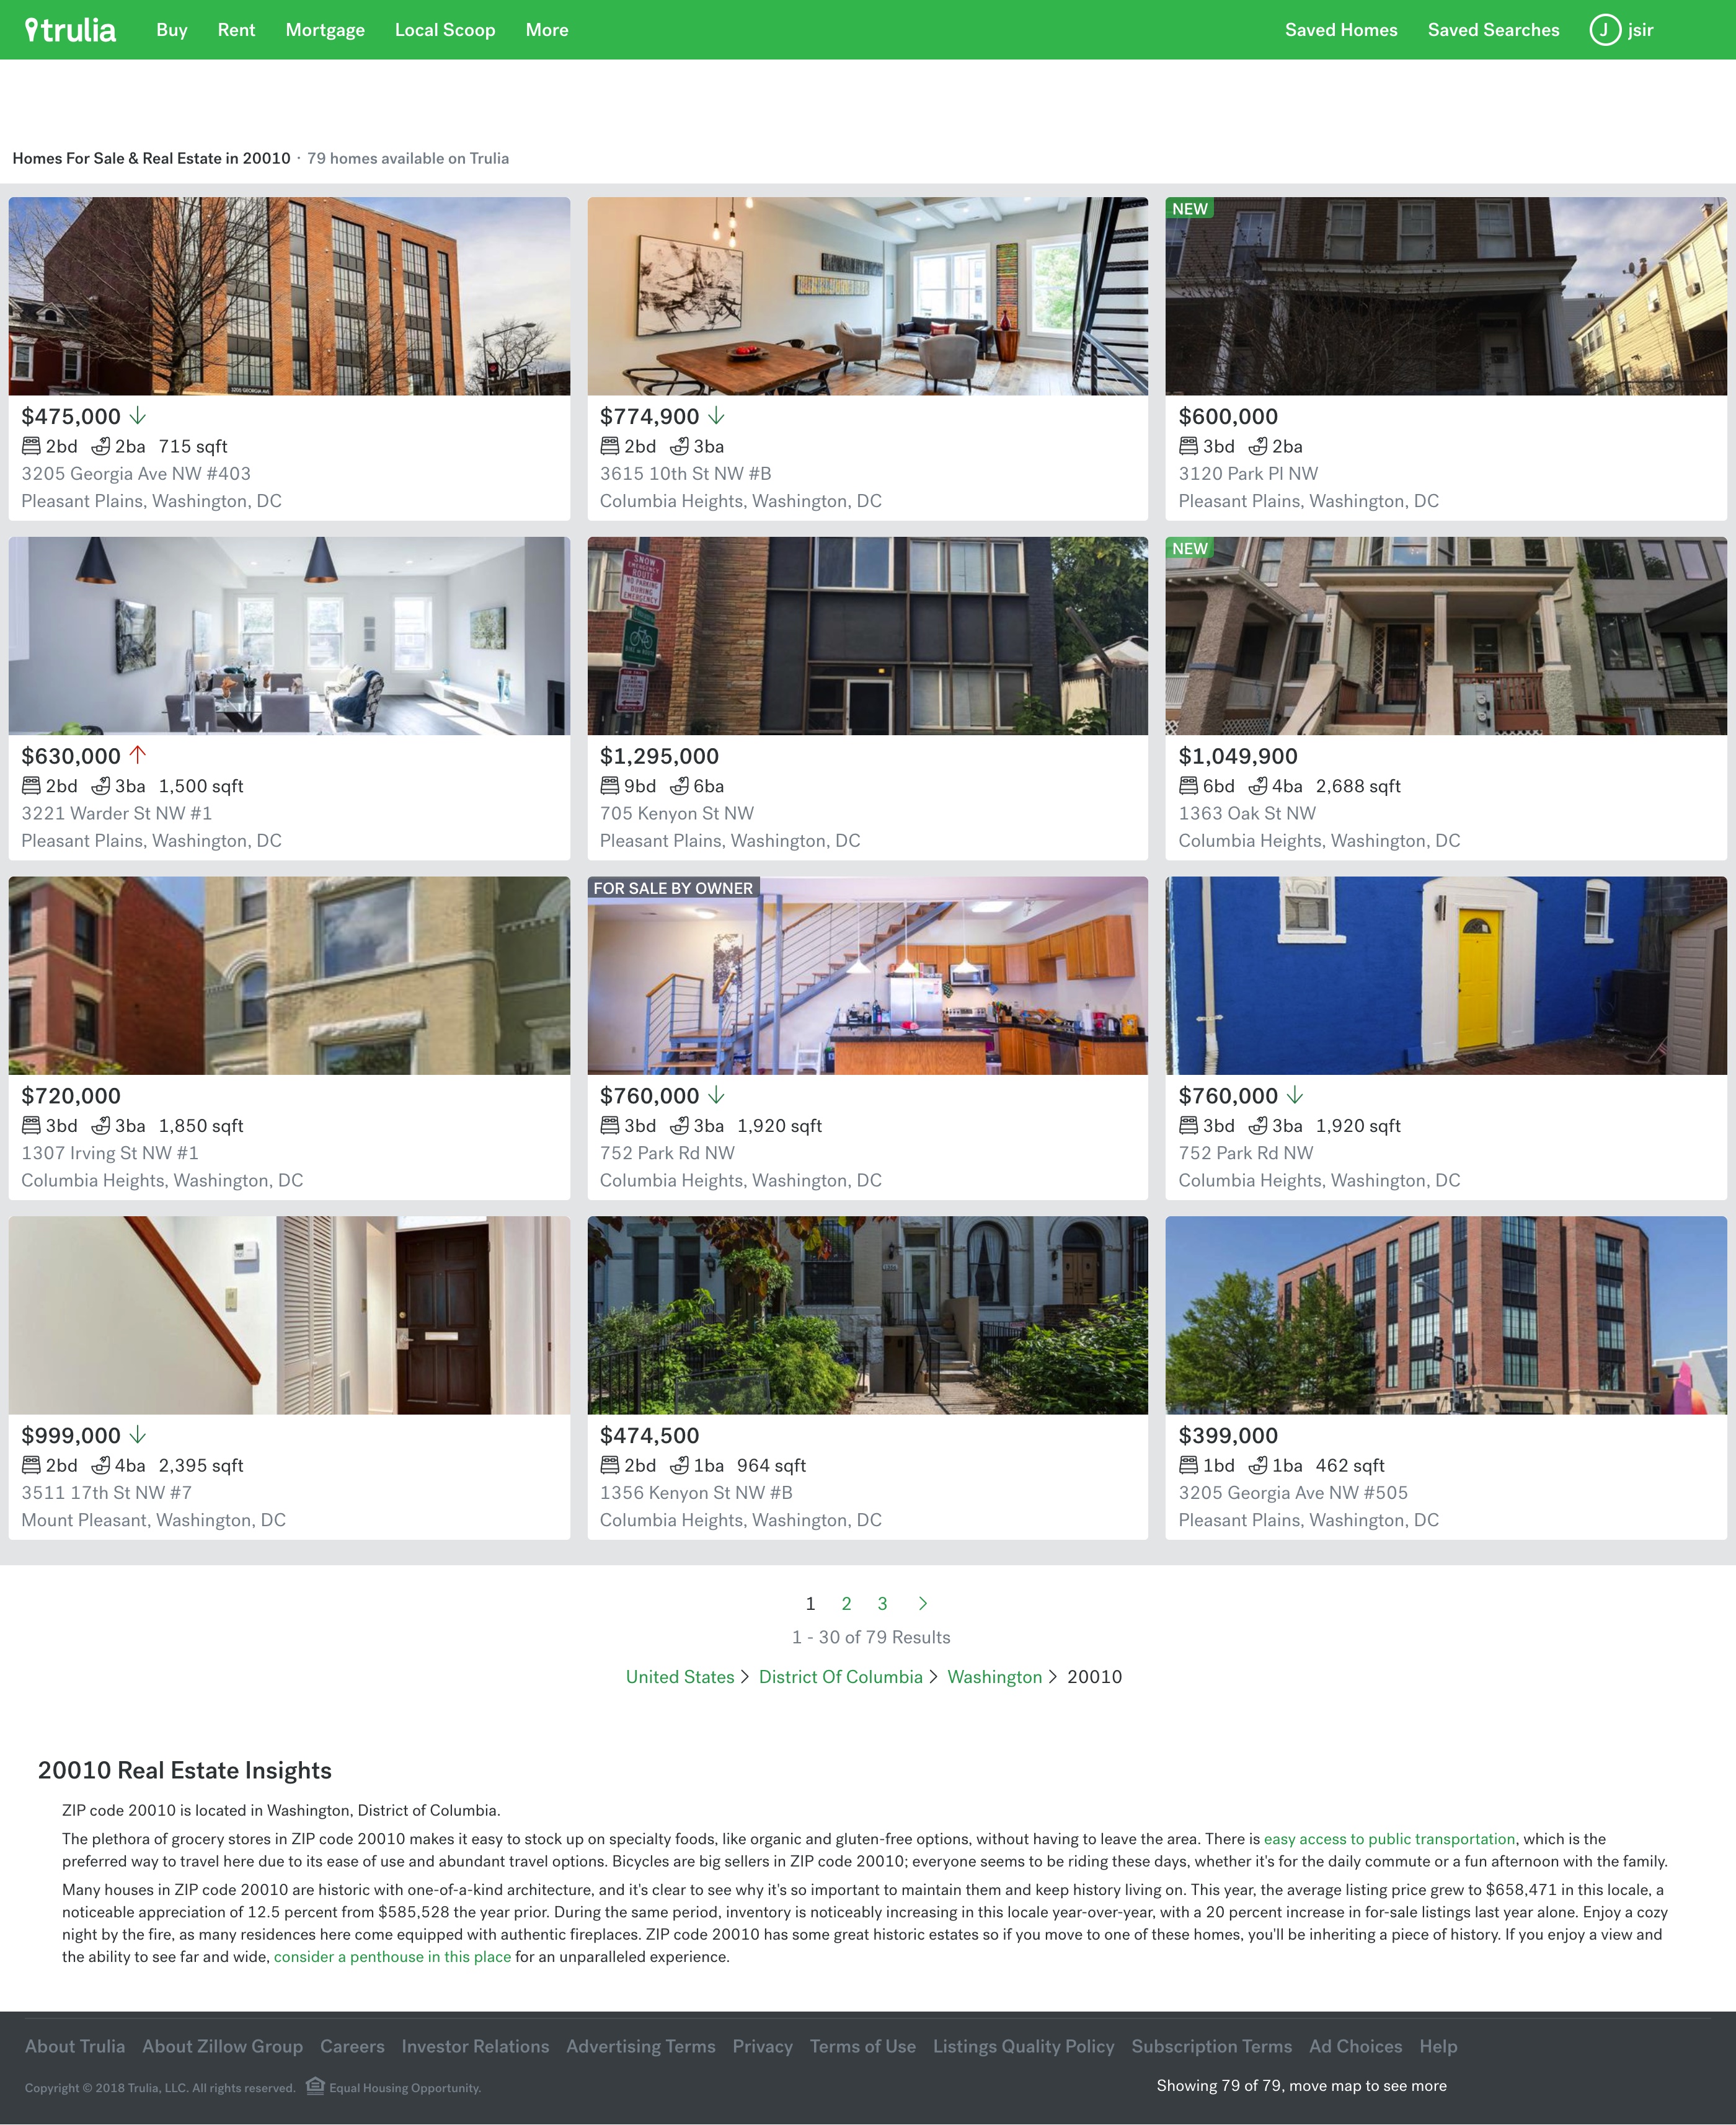 trulia Buy Rent Mortgage Local Scoop More Saved Homes Saved Searches J jsir
Homes For Sale & Real Estate in 20010 · 79 homes available on Trulia
3205 GEORGIA AVE
$475,000
2bd 2ba 715 sqft
3205 Georgia Ave NW #403
Pleasant Plains, Washington, DC
$774,900
2bd 3ba
3615 10th St NW #B
Columbia Heights, Washington, DC
NEW
$600,000
3bd 2ba
3120 Park Pl NW
Pleasant Plains, Washington, DC
$630,000
2bd 3ba 1,500 sqft
3221 Warder St NW #1
Pleasant Plains, Washington, DC
SNOW
EMERGENCY
ROUTE
NO PARKING
DURING
EMERGENCY
$1,295,000
9bd 6ba
705 Kenyon St NW
Pleasant Plains, Washington, DC
NEW
1363
$1,049,900
6bd 4ba 2,688 sqft
1363 Oak St NW
Columbia Heights, Washington, DC
$720,000
3bd 3ba 1,850 sqft
1307 Irving St NW #1
Columbia Heights, Washington, DC
FOR SALE BY OWNER
$760,000
3bd 3ba 1,920 sqft
752 Park Rd NW
Columbia Heights, Washington, DC
$760,000
3bd 3ba 1,920 sqft
752 Park Rd NW
Columbia Heights, Washington, DC
$999,000
2bd 4ba 2,395 sqft
3511 17th St NW #7
Mount Pleasant, Washington, DC
$474,500
2bd 1ba 964 sqft
1356 Kenyon St NW #B
Columbia Heights, Washington, DC
$399,000
1bd 1ba 462 sqft
3205 Georgia Ave NW #505
Pleasant Plains, Washington, DC
1 2 3
1 - 30 of 79 Results
United States > District Of Columbia > Washington > 20010
20010 Real Estate Insights
ZIP code 20010 is located in Washington, District of Columbia.
The plethora of grocery stores in ZIP code 20010 makes it easy to stock up on specialty foods, like organic and gluten-free options, without having to leave the area. There is easy access to public transportation, which is the
preferred way to travel here due to its ease of use and abundant travel options. Bicycles are big sellers in ZIP code 20010; everyone seems to be riding these days, whether it's for the daily commute or a fun afternoon with the family.
Many houses in ZIP code 20010 are historic with one-of-a-kind architecture, and it's clear to see why it's so important to maintain them and keep history living on. This year, the average listing price grew to $658,471 in this locale, a
noticeable appreciation of 12.5 percent from $585,528 the year prior. During the same period, inventory is noticeably increasing in this locale year-over-year, with a 20 percent increase in for-sale listings last year alone. Enjoy a cozy
night by the fire, as many residences here come equipped with authentic fireplaces. ZIP code 20010 has some great historic estates so if you move to one of these homes, you'll be inheriting a piece of history. If you enjoy a view and
the ability to see far and wide, consider a penthouse in this place for an unparalleled experience.
About Trulia About Zillow Group Careers Investor Relations Advertising Terms Privacy Terms of Use Listings Quality Policy Subscription Terms Ad Choices Help
Copyright © 2018 Trulia, LLC. All rights reserved. Equal Housing Opportunity. Showing 79 of 79, move map to see more